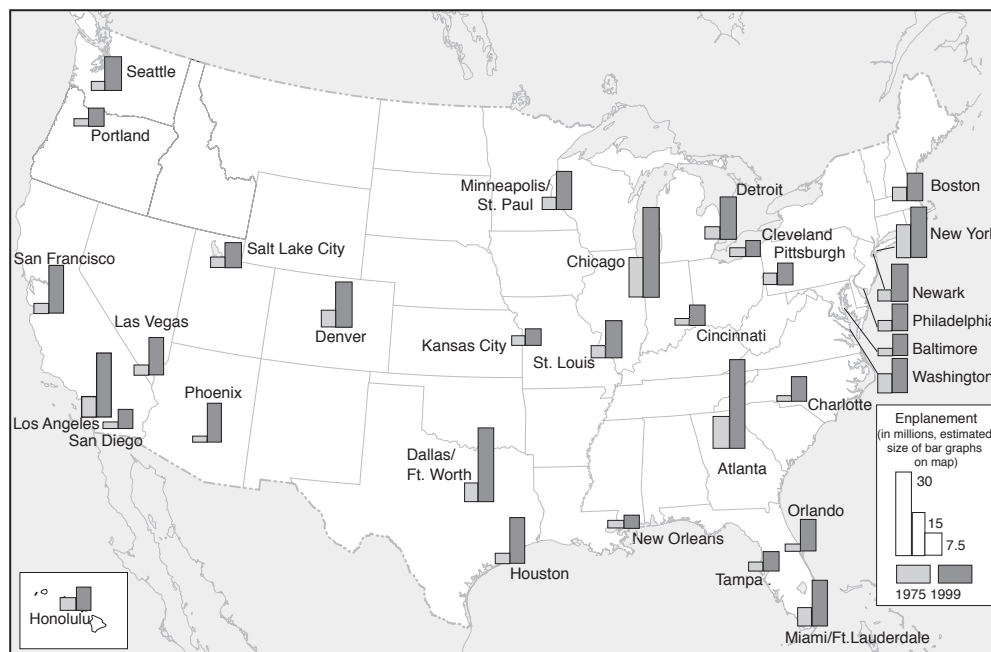 Seattle
Portland
Minneapolis/
St. Paul
Detroit
Boston
Salt Lake City
San Francisco
Cleveland
Pittsburgh
New York
Chicago
Newark
Las Vegas
Denver
Kansas City
St. Louis
Cincinnati
Philadelphia
Baltimore
Washington
Phoenix
Los Angeles
San Diego
Charlotte
Dallas/
Ft. Worth
Atlanta
Enplanement
(in millions, estimated
size of bar graphs
on map)
30
15
7.5
1975 1999
Orlando
New Orleans
Houston
Tampa
Honolulu
Miami/Ft.Lauderdale